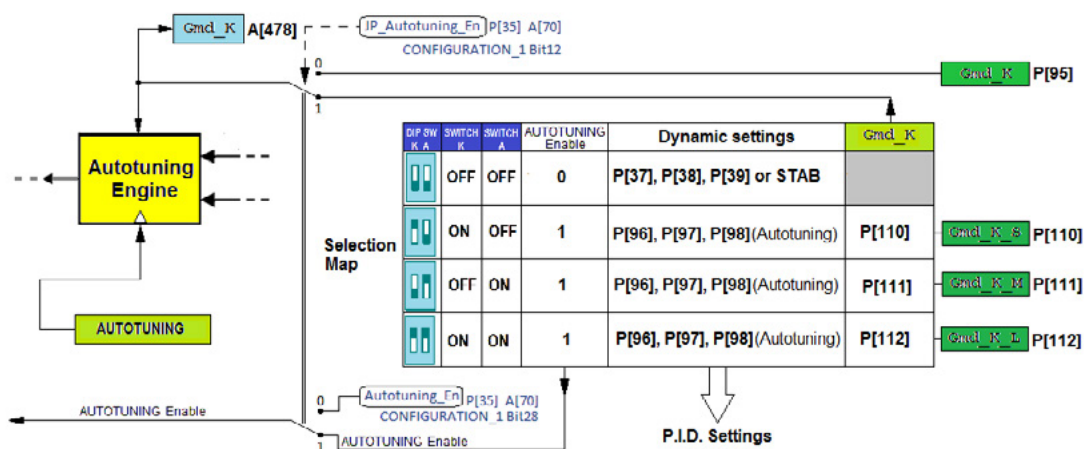 Gmd_K A[478]
JP_Autotuning_En P[35] A[70]
CONFIGURATION_1 Bit12
0
1
Gmd_K P[95]
Autotuning
Engine
AUTOTUNING
Selection
Map
DIP SW K A SWITCH K SWITCH A AUTOTUNING Enable Dynamic settings Gmd_K
OFF OFF 0 P[37], P[38], P[39] or STAB
ON OFF 1 P[96], P[97], P[98](Autotuning) P[110] Gmd_K_S P[110]
OFF ON 1 P[96], P[97], P[98](Autotuning) P[111] Gmd_K_M P[111]
ON ON 1 P[96], P[97], P[98](Autotuning) P[112] Gmd_K_L P[112]
0
Autotuning_En P[35] A[70]
CONFIGURATION_1 Bit28
AUTOTUNING Enable
1
AUTOTUNING Enable
P.I.D. Settings